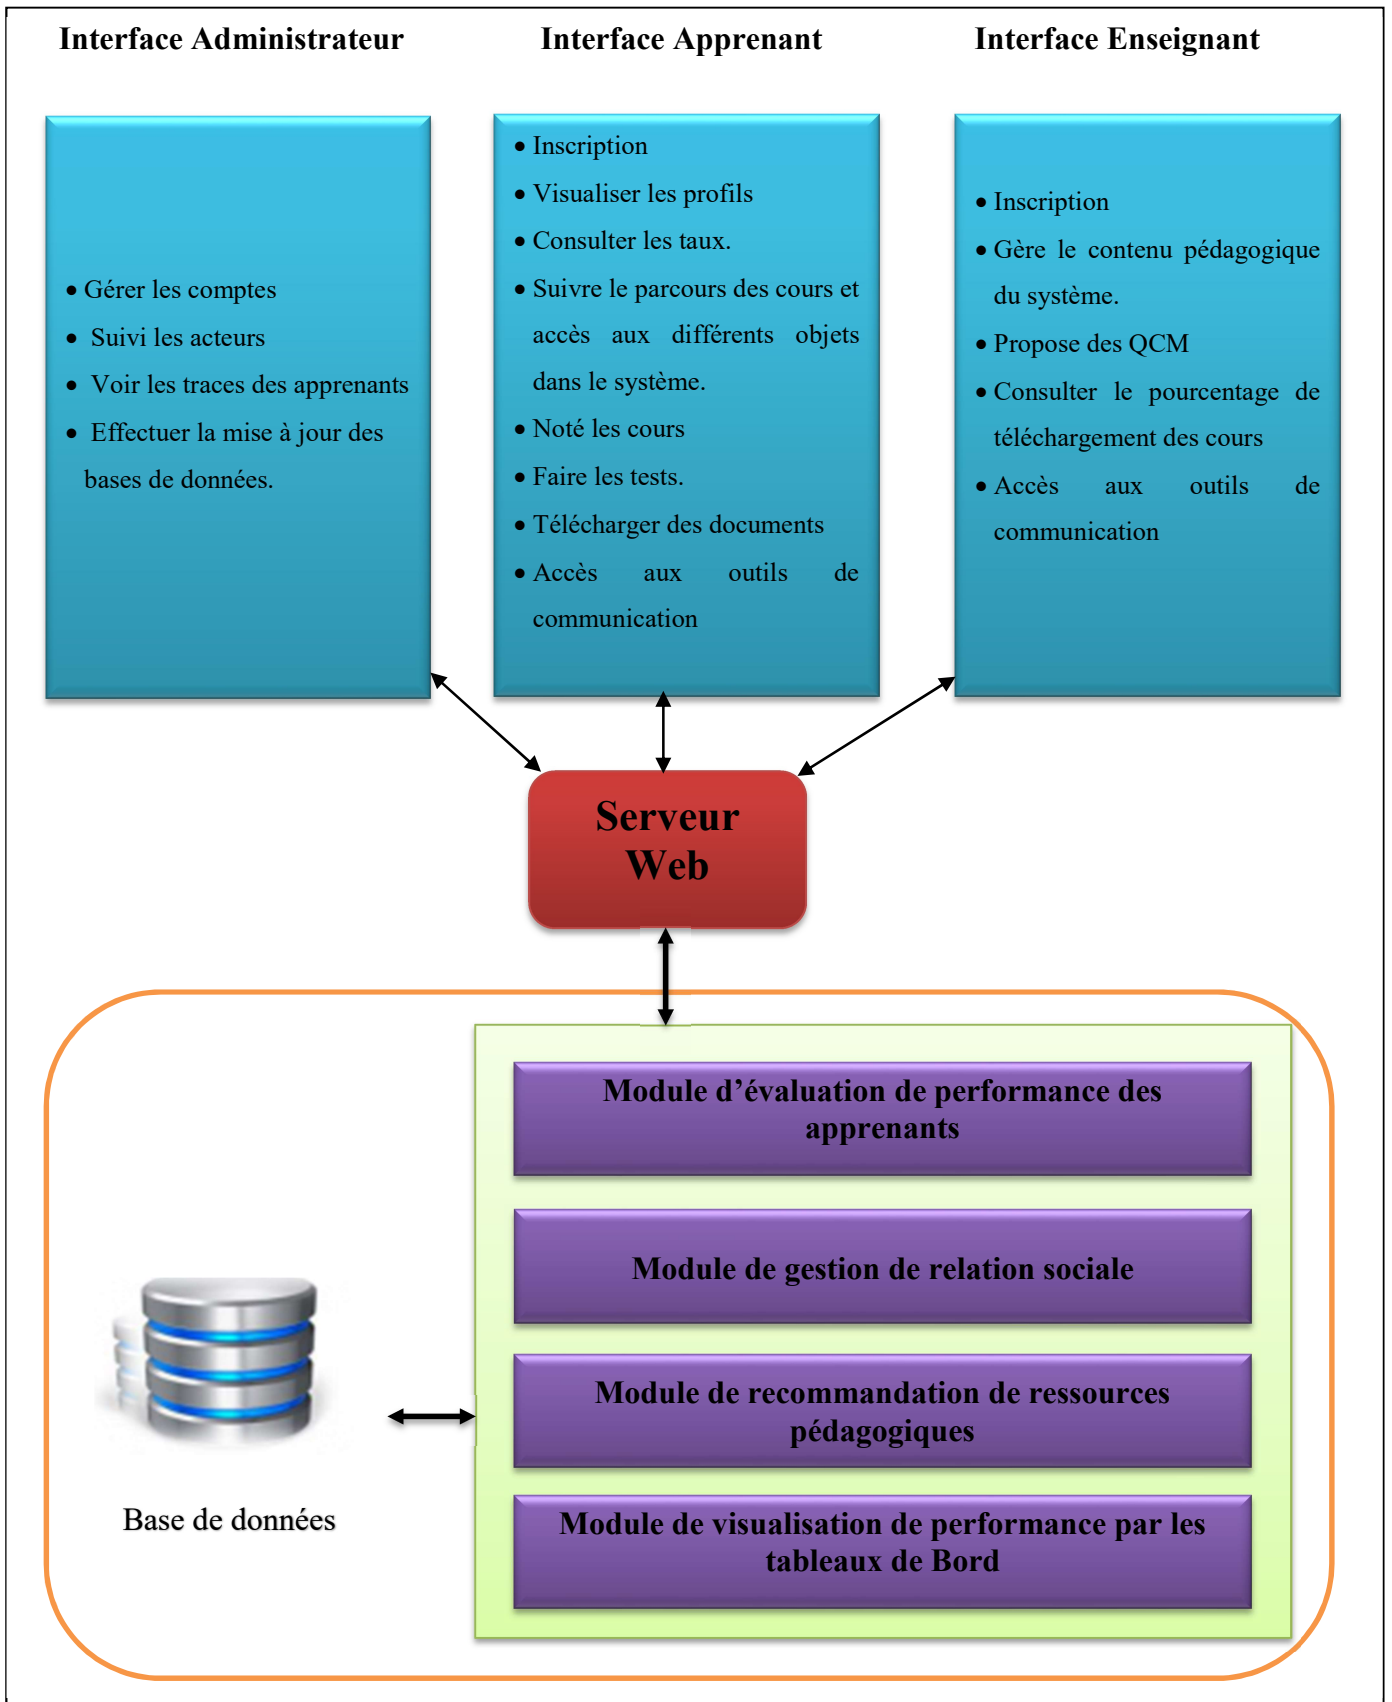 Interface Administrateur
Interface Apprenant
Interface Enseignant
• Gérer les comptes
• Suivi les acteurs
• Voir les traces des apprenants
• Effectuer la mise à jour des
bases de données.
• Inscription
• Visualiser les profils
• Consulter les taux.
• Suivre le parcours des cours et
accès aux différents objets
dans le système.
• Noté les cours
• Faire les tests.
• Télécharger des documents
• Accès aux outils de
communication
• Inscription
• Gère le contenu pédagogique
du système.
• Propose des QCM
• Consulter le pourcentage de
téléchargement des cours
• Accès aux outils de
communication
Serveur
Web
Module d’évaluation de performance des
apprenants
Module de gestion de relation sociale
Module de recommandation de ressources
pédagogiques
Module de visualisation de performance par les
tableaux de Bord
Base de données